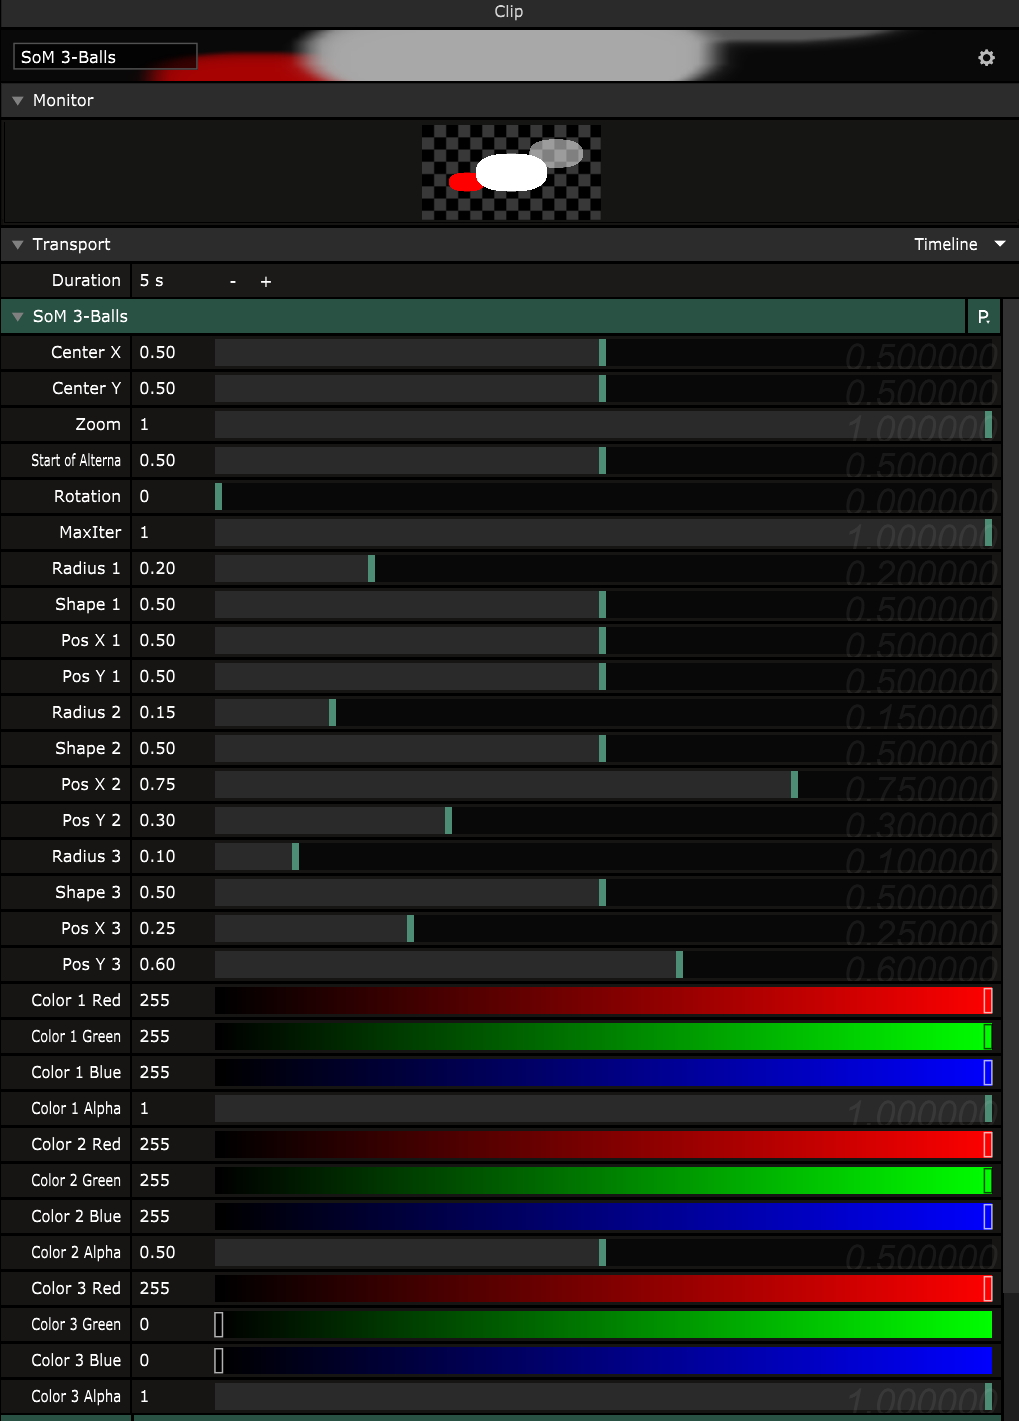 Clip
SoM 3-Balls
Monitor
Transport Timeline
Duration 5 s - +
SoM 3-Balls P.
Center X 0.50 0.500000
Center Y 0.50 0.500000
Zoom 1 1.000000
Start of Alterna 0.50 0.500000
Rotation 0 0.000000
MaxIter 1 1.000000
Radius 1 0.20 0.200000
Shape 1 0.50 0.500000
Pos X 1 0.50 0.500000
Pos Y 1 0.50 0.500000
Radius 2 0.15 0.150000
Shape 2 0.50 0.500000
Pos X 2 0.75 0.750000
Pos Y 2 0.30 0.300000
Radius 3 0.10 0.100000
Shape 3 0.50 0.500000
Pos X 3 0.25 0.250000
Pos Y 3 0.60 0.600000
Color 1 Red 255
Color 1 Green 255
Color 1 Blue 255
Color 1 Alpha 1 1.000000
Color 2 Red 255
Color 2 Green 255
Color 2 Blue 255
Color 2 Alpha 0.50 0.500000
Color 3 Red 255
Color 3 Green 0
Color 3 Blue 0
Color 3 Alpha 1 1.000000